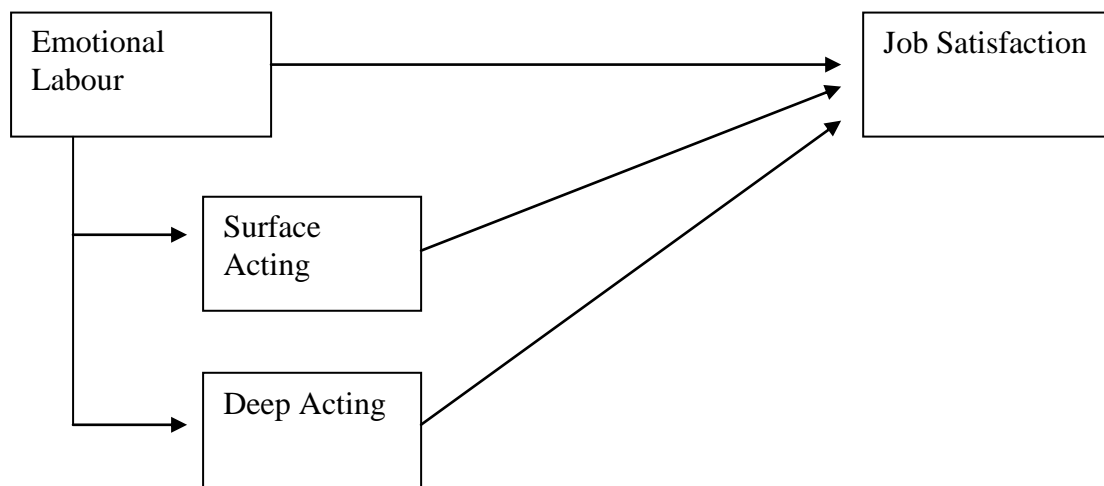 Emotional
Labour
Job Satisfaction
Surface
Acting
Deep Acting